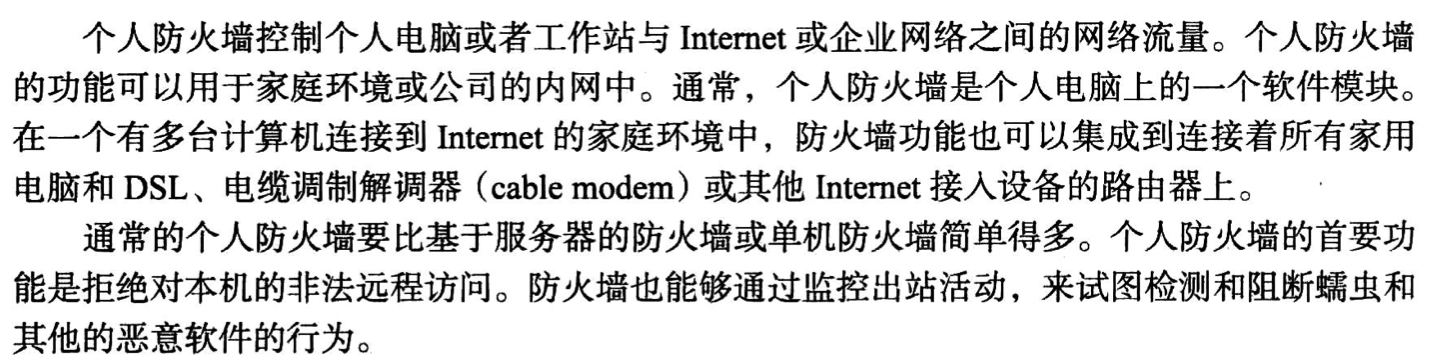 个人防火墙控制个人电脑或者工作站与 Internet 或企业网络之间的网络流量。个人防火墙
的功能可以用于家庭环境或公司的内网中。通常，个人防火墙是个人电脑上的一个软件模块。
在一个有多台计算机连接到 Internet 的家庭环境中，防火墙功能也可以集成到连接着所有家用
电脑和 DSL、电缆调制解调器（cable modem）或其他 Internet 接入设备的路由器上。
通常的个人防火墙要比基于服务器的防火墙或单机防火墙简单得多。个人防火墙的首要功
能是拒绝对本机的非法远程访问。防火墙也能够通过监控出站活动，来试图检测和阻断蠕虫和
其他的恶意软件的行为。